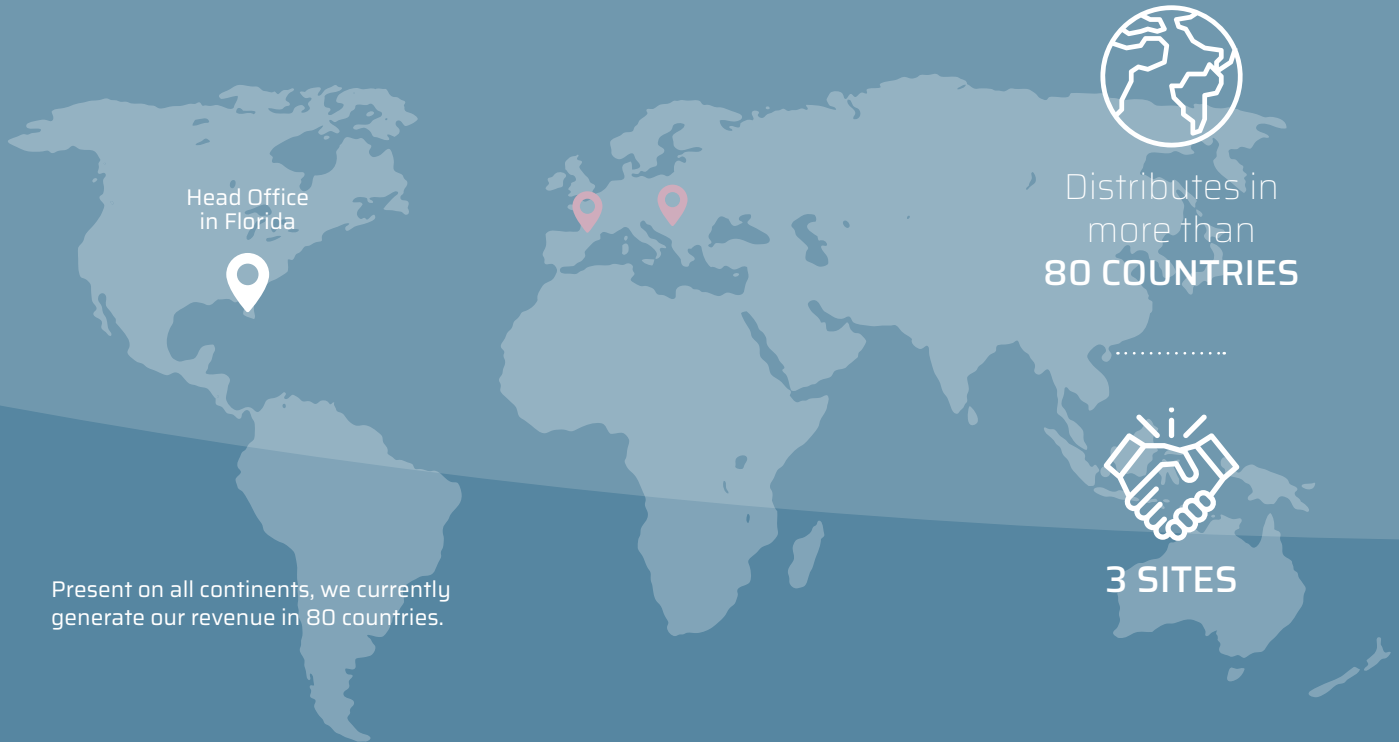 Head Office
in Florida
Distributes in
more than
80 COUNTRIES
3 SITES
Present on all continents, we currently
generate our revenue in 80 countries.